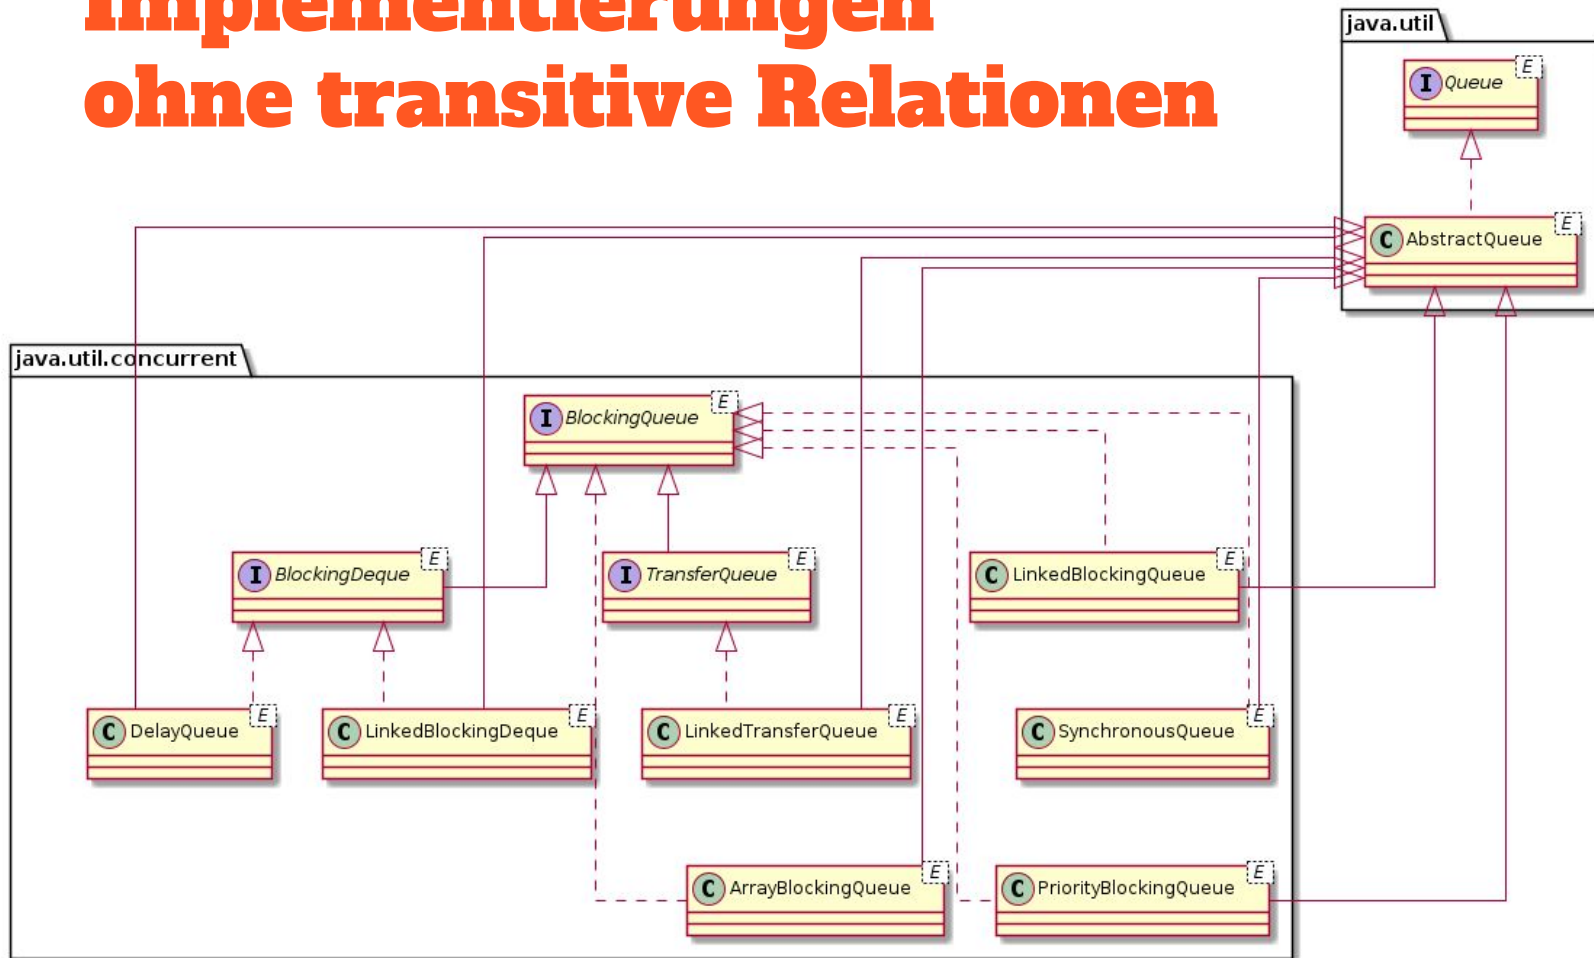 Implementierungen
ohne transitive Relationen
java.util
E
I Queue
E
C AbstractQueue
java.util.concurrent
E
I BlockingQueue
E
I BlockingDeque
E
I TransferQueue
E
C LinkedBlockingQueue
E
C DelayQueue
E
C LinkedBlockingDeque
E
C LinkedTransferQueue
E
C SynchronousQueue
E
C ArrayBlockingQueue
E
C PriorityBlockingQueue